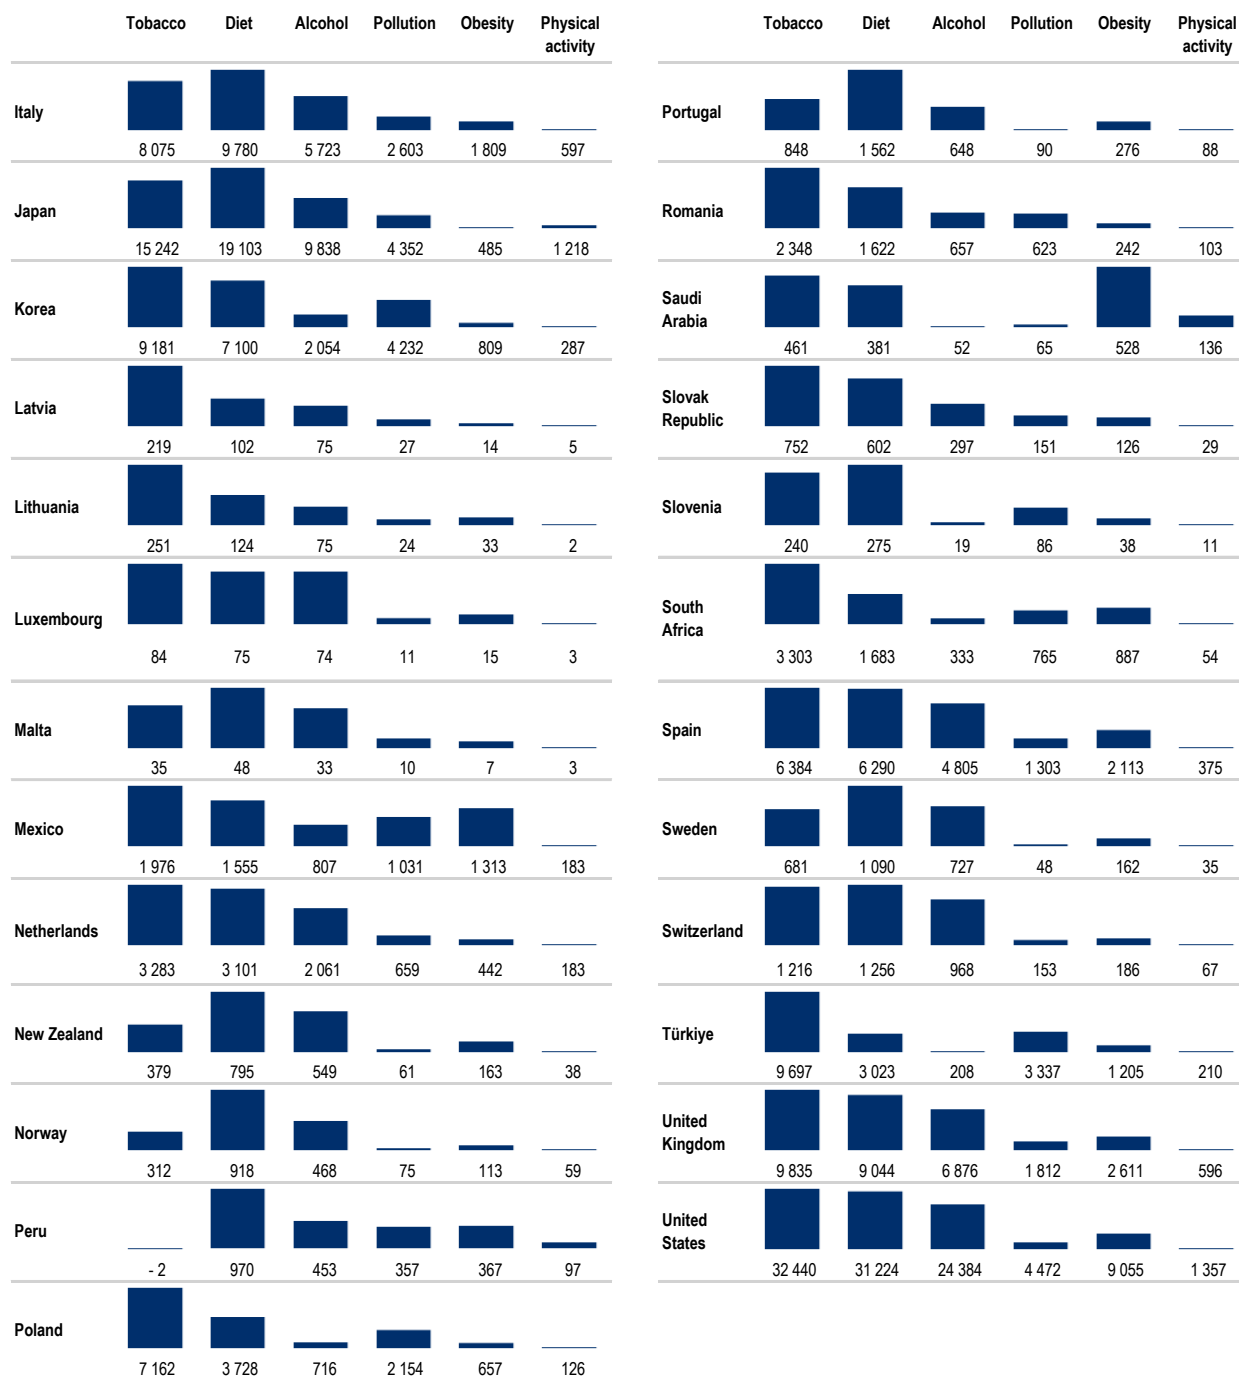 Tobacco Diet Alcohol Pollution Obesity Physical activity
Italy
8 075 9 780 5 723 2 603 1 809 597
Japan
15 242 19 103 9 838 4 352 485 1 218
Korea
9 181 7 100 2 054 4 232 809 287
Latvia
219 102 75 27 14 5
Lithuania
251 124 75 24 33 2
Luxembourg
84 75 74 11 15 3
Malta
35 48 33 10 7 3
Mexico
1 976 1 555 807 1 031 1 313 183
Netherlands
3 283 3 101 2 061 659 442 183
New Zealand
379 795 549 61 163 38
Norway
312 918 468 75 113 59
Peru
- 2 970 453 357 367 97
Poland
7 162 3 728 716 2 154 657 126
Tobacco Diet Alcohol Pollution Obesity Physical activity
Portugal
848 1 562 648 90 276 88
Romania
2 348 1 622 657 623 242 103
Saudi
Arabia
461 381 52 65 528 136
Slovak
Republic
752 602 297 151 126 29
Slovenia
240 275 19 86 38 11
South
Africa
3 303 1 683 333 765 887 54
Spain
6 384 6 290 4 805 1 303 2 113 375
Sweden
681 1 090 727 48 162 35
Switzerland
1 216 1 256 968 153 186 67
Türkiye
9 697 3 023 208 3 337 1 205 210
United
Kingdom
9 835 9 044 6 876 1 812 2 611 596
United
States
32 440 31 224 24 384 4 472 9 055 1 357